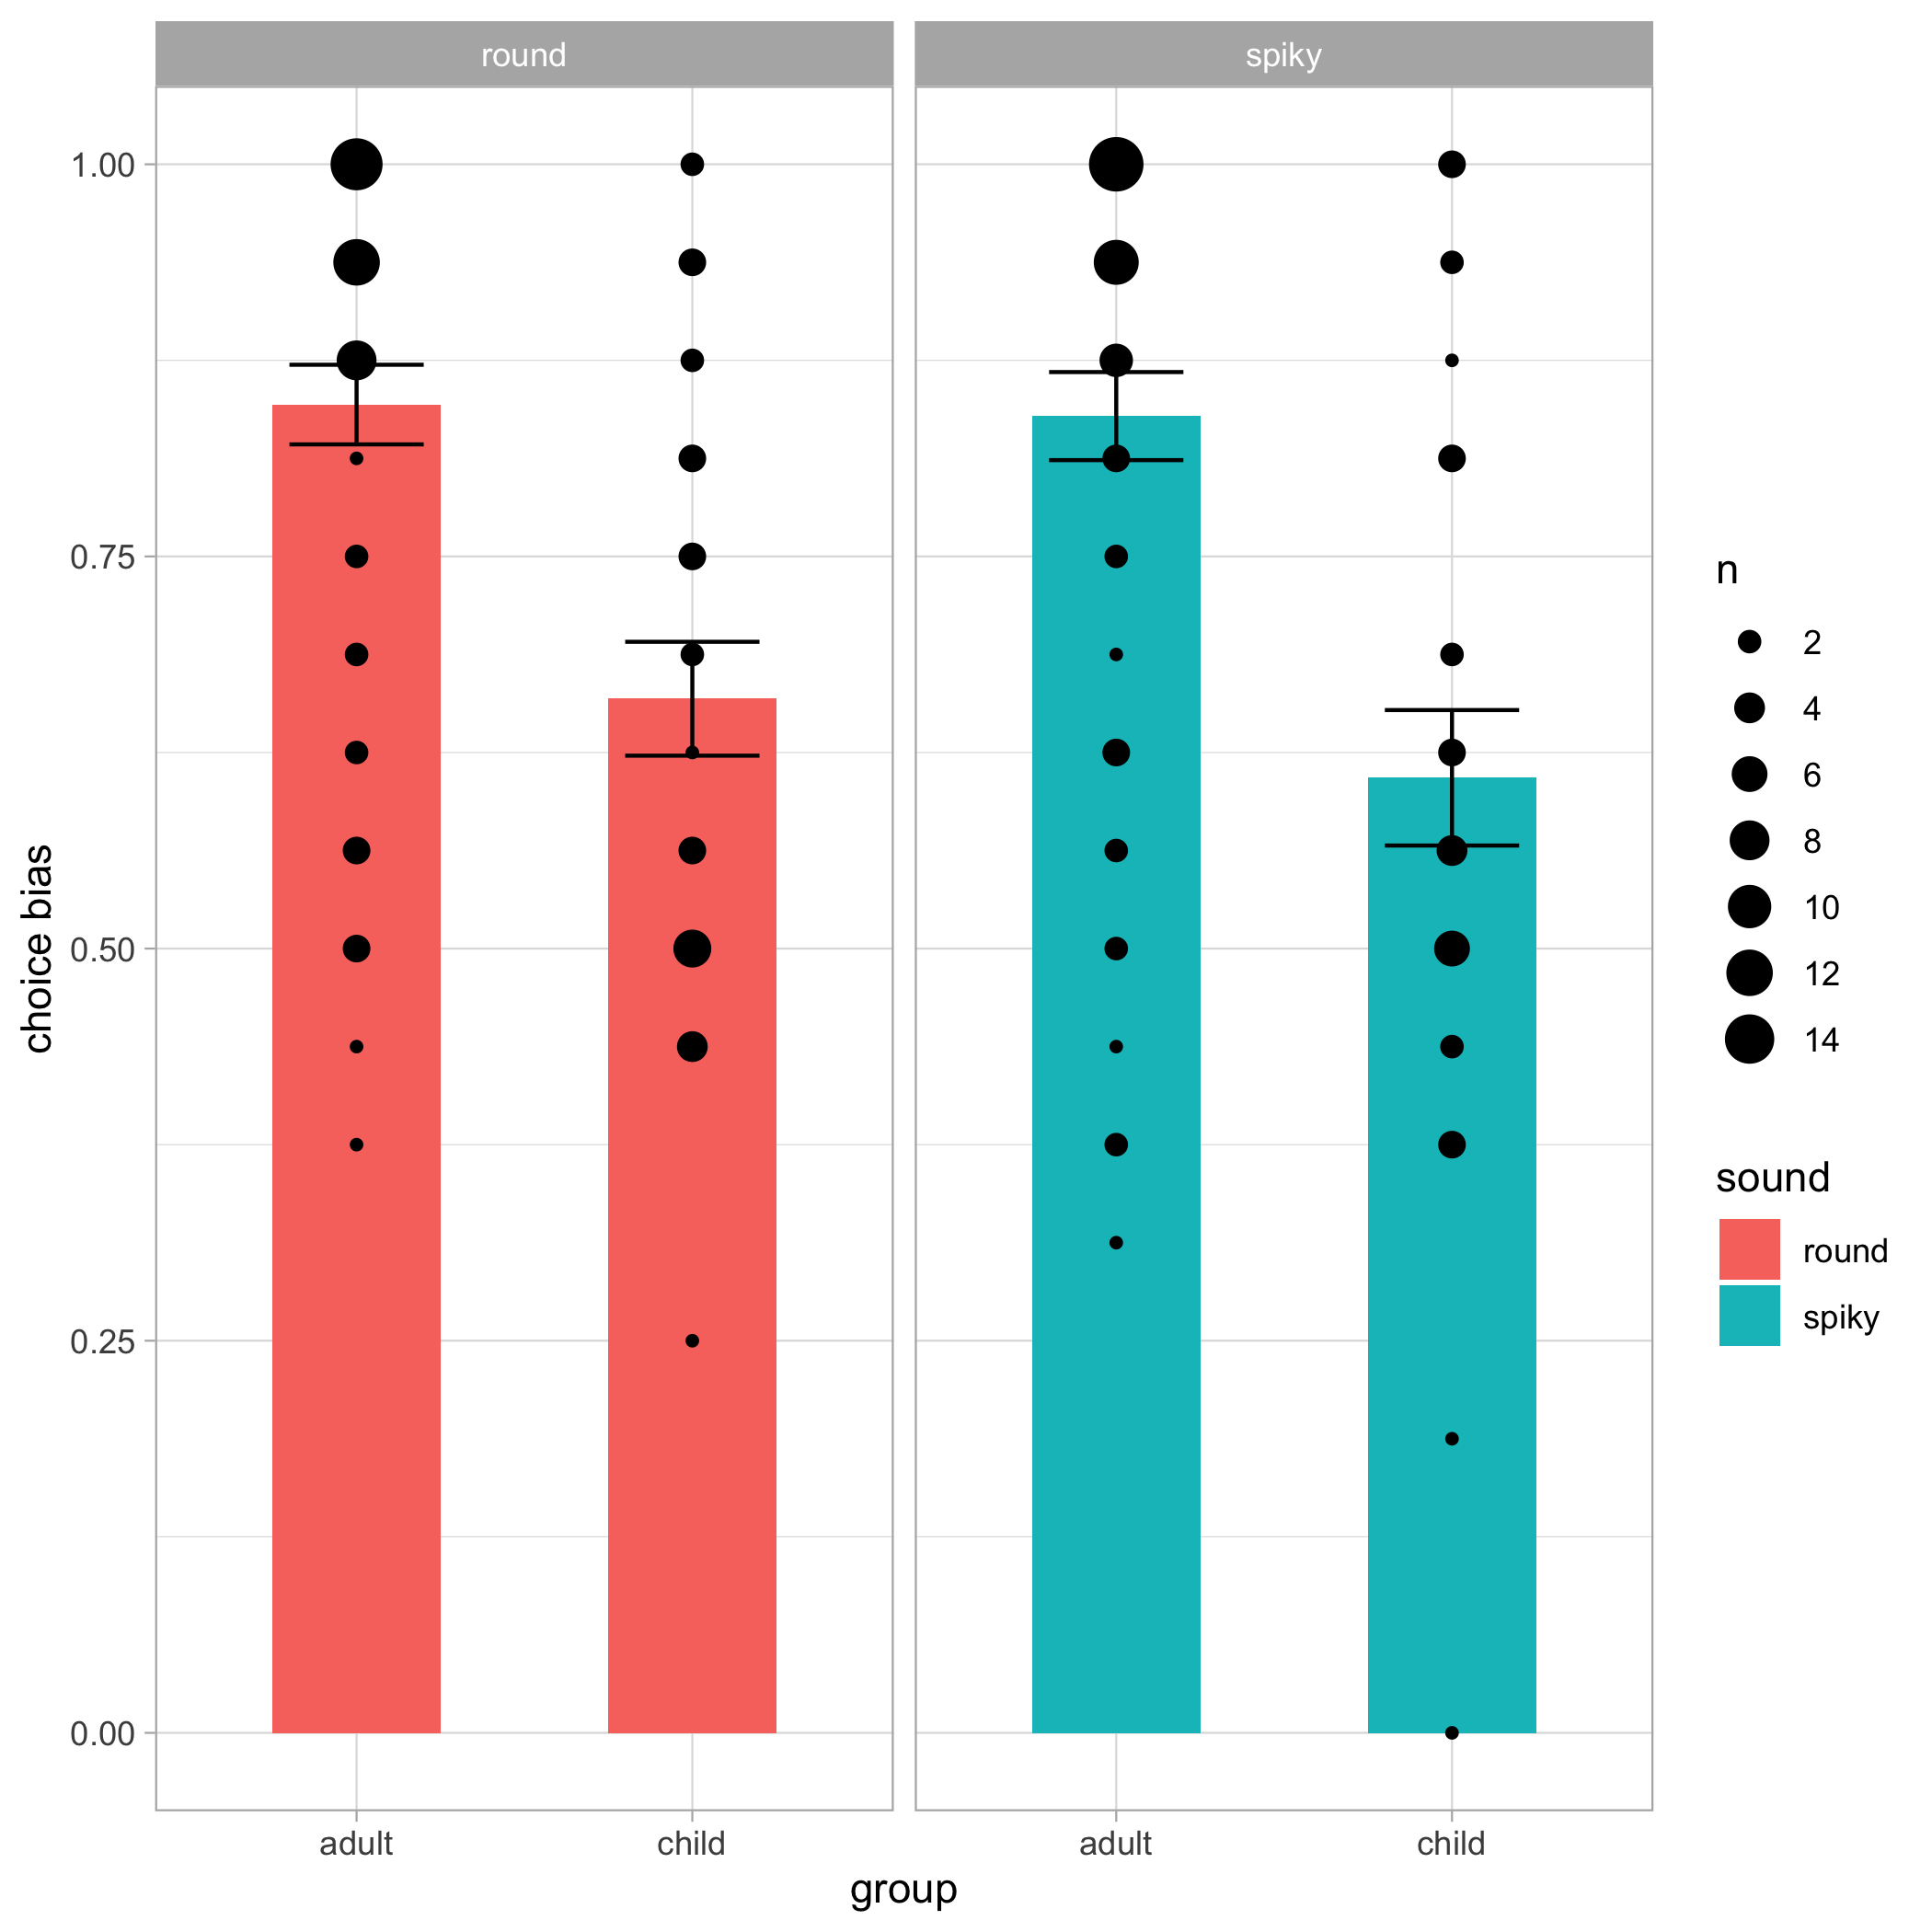 round
spiky
1.00
0.75
0.50
0.25
0.00
choice bias
adult
child
adult
child
group
n
2
4
6
8
10
12
14
sound
round
spiky